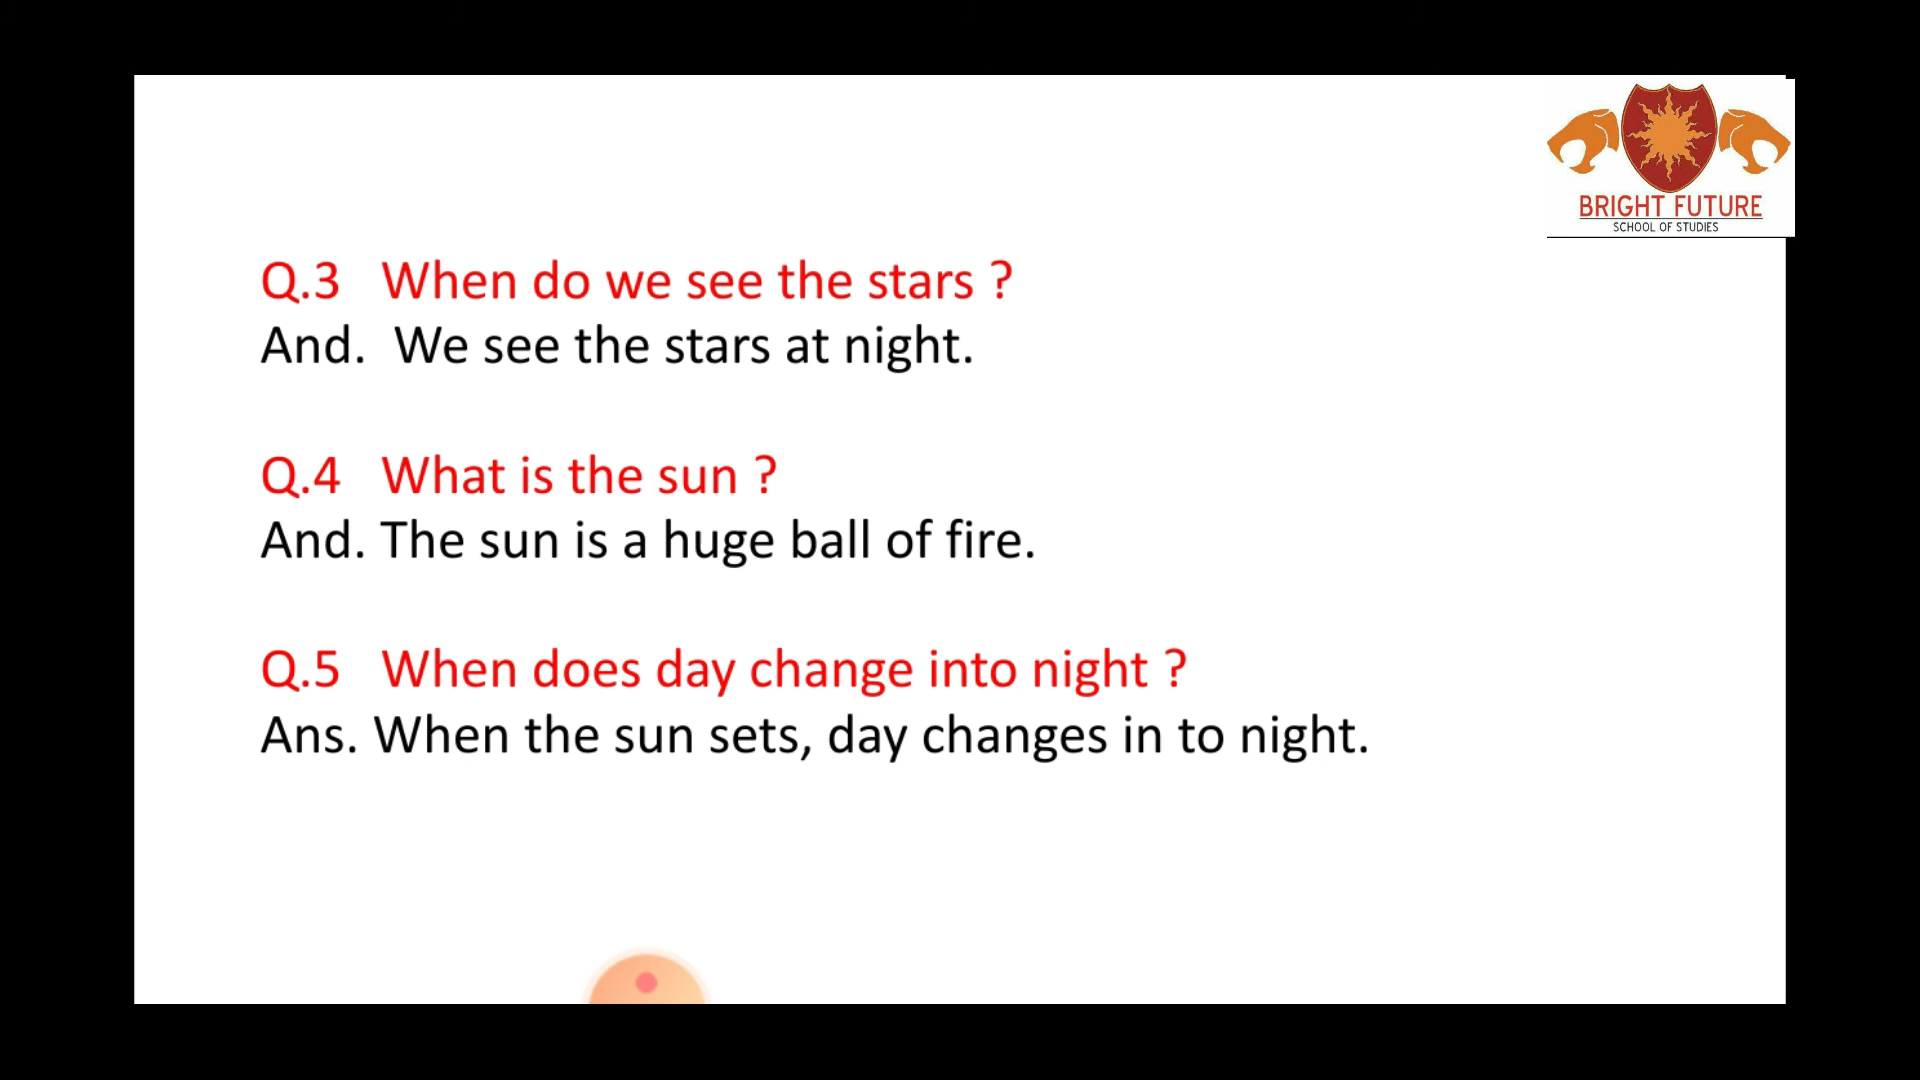 BRIGHT FUTURE
SCHOOL OF STUDIES
Q.3 When do we see the stars ?
And. We see the stars at night.
Q.4 What is the sun ?
And. The sun is a huge ball of fire.
Q.5 When does day change into night ?
Ans. When the sun sets, day changes in to night.